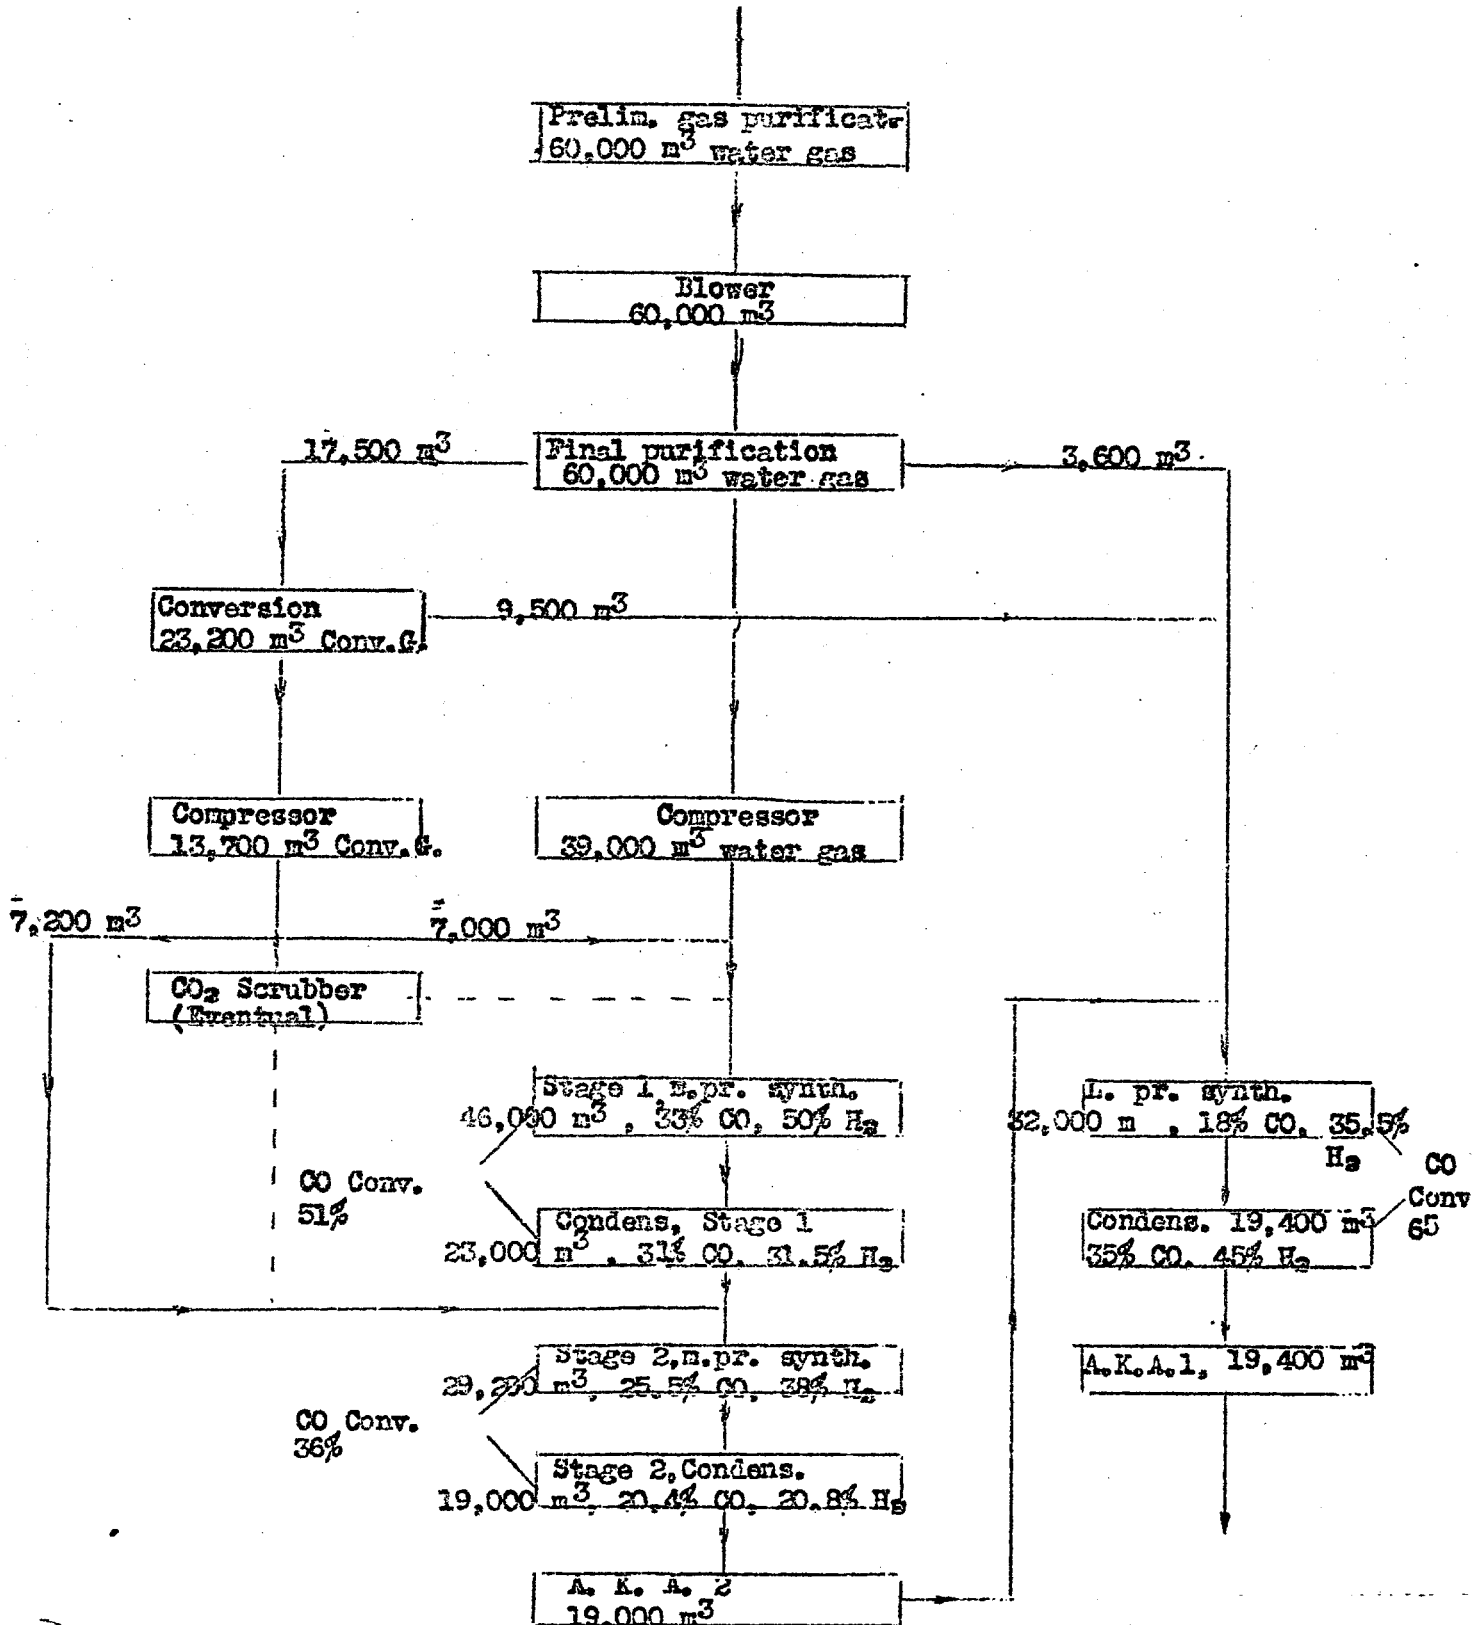 Prelim. gas purificat.
60,000 m³ water gas
Blower
60,000 m³
17,500 m³
Final purification
60,000 m³ water gas
3,600 m³
Conversion
23,200 m³ Conv.G.
9,500 m³
Compressor
13,700 m³ Conv.G.
Compressor
39,000 m³ water gas
7,200 m³
7,000 m³
CO₂ Scrubber
(Eventual)
Stage 1,m.pr. synth.
46,000 m³, 33% CO, 50% H₂
L. pr. synth.
32,000 m , 18% CO. 35.5%
H₂
CO Conv.
51%
CO
Conv
65
Condens, Stage 1
23,000 m³ , 31% CO. 31.5% H₂
Condens. 19,400 m³
35% CO. 45% H₂
Stage 2,m.pr. synth.
29,200 m³, 25.5% CO, 38% H₂
A.K.A.1, 19,400 m³
CO Conv.
36%
Stage 2,Condens.
19,000 m³, 20.4% CO, 20.8% H₂
A. K. A. 2
19,000 m³